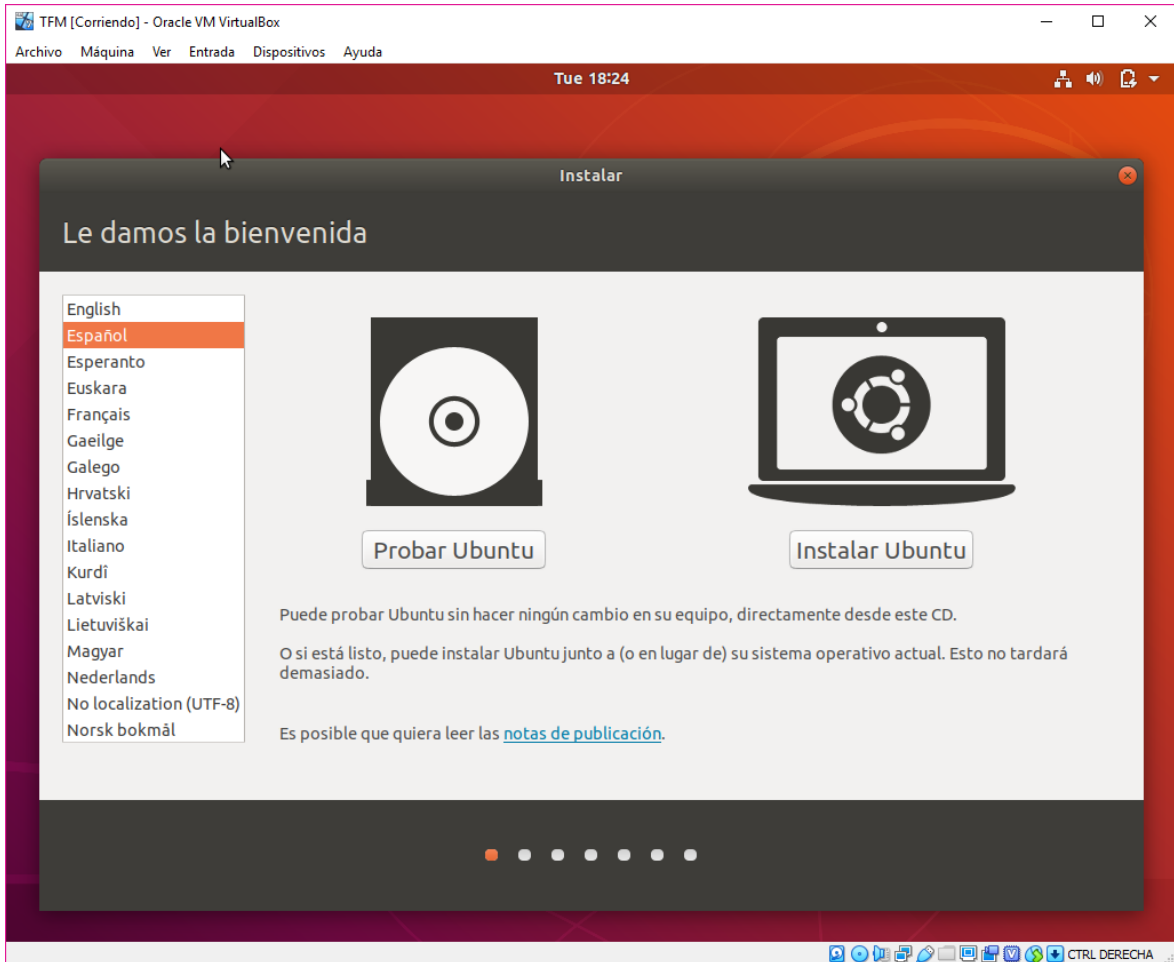 TFM [Corriendo] - Oracle VM VirtualBox
Archivo Máquina Ver Entrada Dispositivos Ayuda
Tue 18:24
Instalar
Le damos la bienvenida
English
Español
Esperanto
Euskara
Français
Gaeilge
Galego
Hrvatski
Íslenska
Italiano
Kurdî
Latviski
Lietuviškai
Magyar
Nederlands
No localization (UTF-8)
Norsk bokmål
Probar Ubuntu
Instalar Ubuntu
Puede probar Ubuntu sin hacer ningún cambio en su equipo, directamente desde este CD.
O si está listo, puede instalar Ubuntu junto a (o en lugar de) su sistema operativo actual. Esto no tardará
demasiado.
Es posible que quiera leer las notas de publicación.
CTRL DERECHA